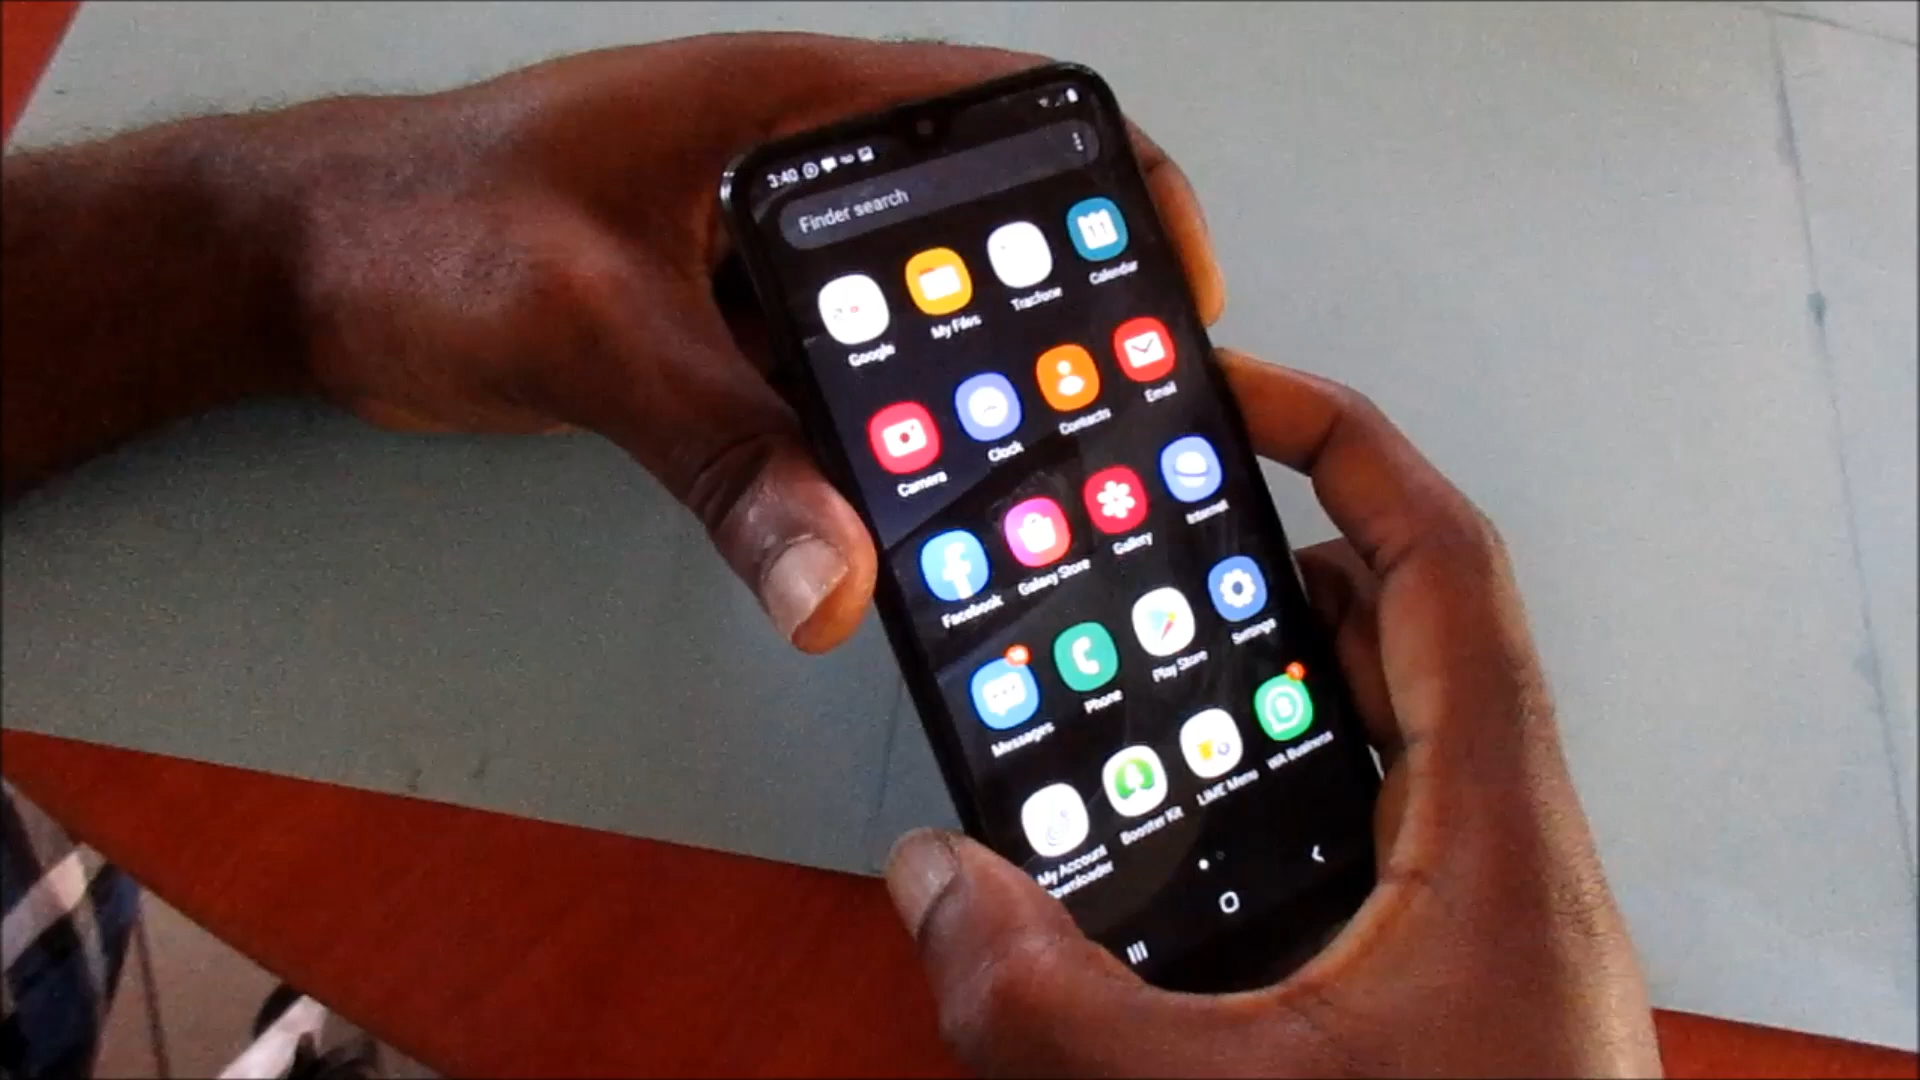 3:40
Finder search
Google
My Files
Tracfone
Calendar
11
Camera
Clock
Contacts
Email
Facebook
Galaxy Store
Gallery
Internet
Messages
Phone
Play Store
Settings
My Account
Downloader
Booster Kit
LIME Menu
WA Business
B